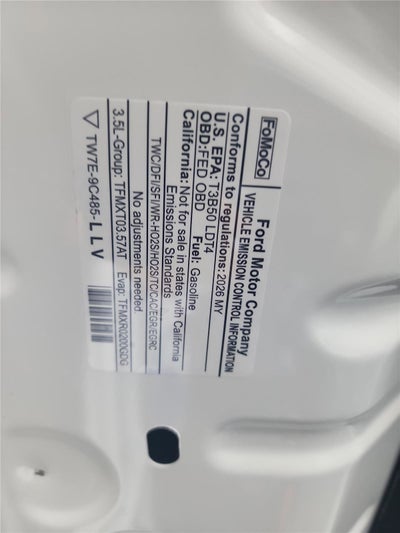 FoMoCo
Ford Motor Company
VEHICLE EMISSION CONTROL INFORMATION
Conforms to regulations: 2026 MY
U.S. EPA: T3B50 LDT4
OBD: FED OBD
Fuel: Gasoline
California: Not for sale in states with California
Emissions Standards
TWC/DFI/SFI/WR-HO2S/HO2S/TC/CAC/EGR/EGRC
No adjustments needed.
3.5L-Group: TFMXT03.57AT Evap: TFMXR0200GDG
TW7E-9C485-LLV